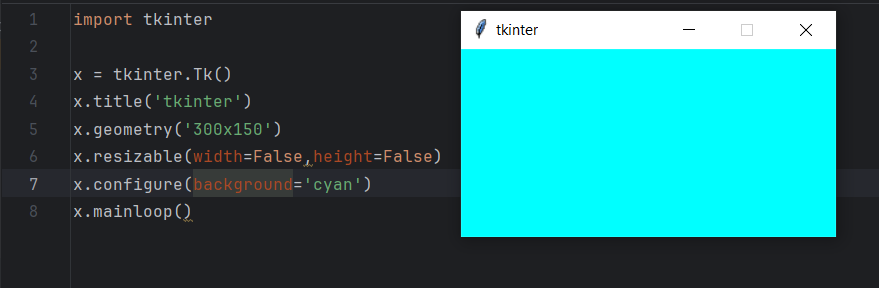 1 import tkinter
2
3 x = tkinter.Tk()
4 x.title('tkinter')
5 x.geometry('300x150')
6 x.resizable(width=False,height=False)
7 x.configure(background='cyan')
8 x.mainloop()
tkinter